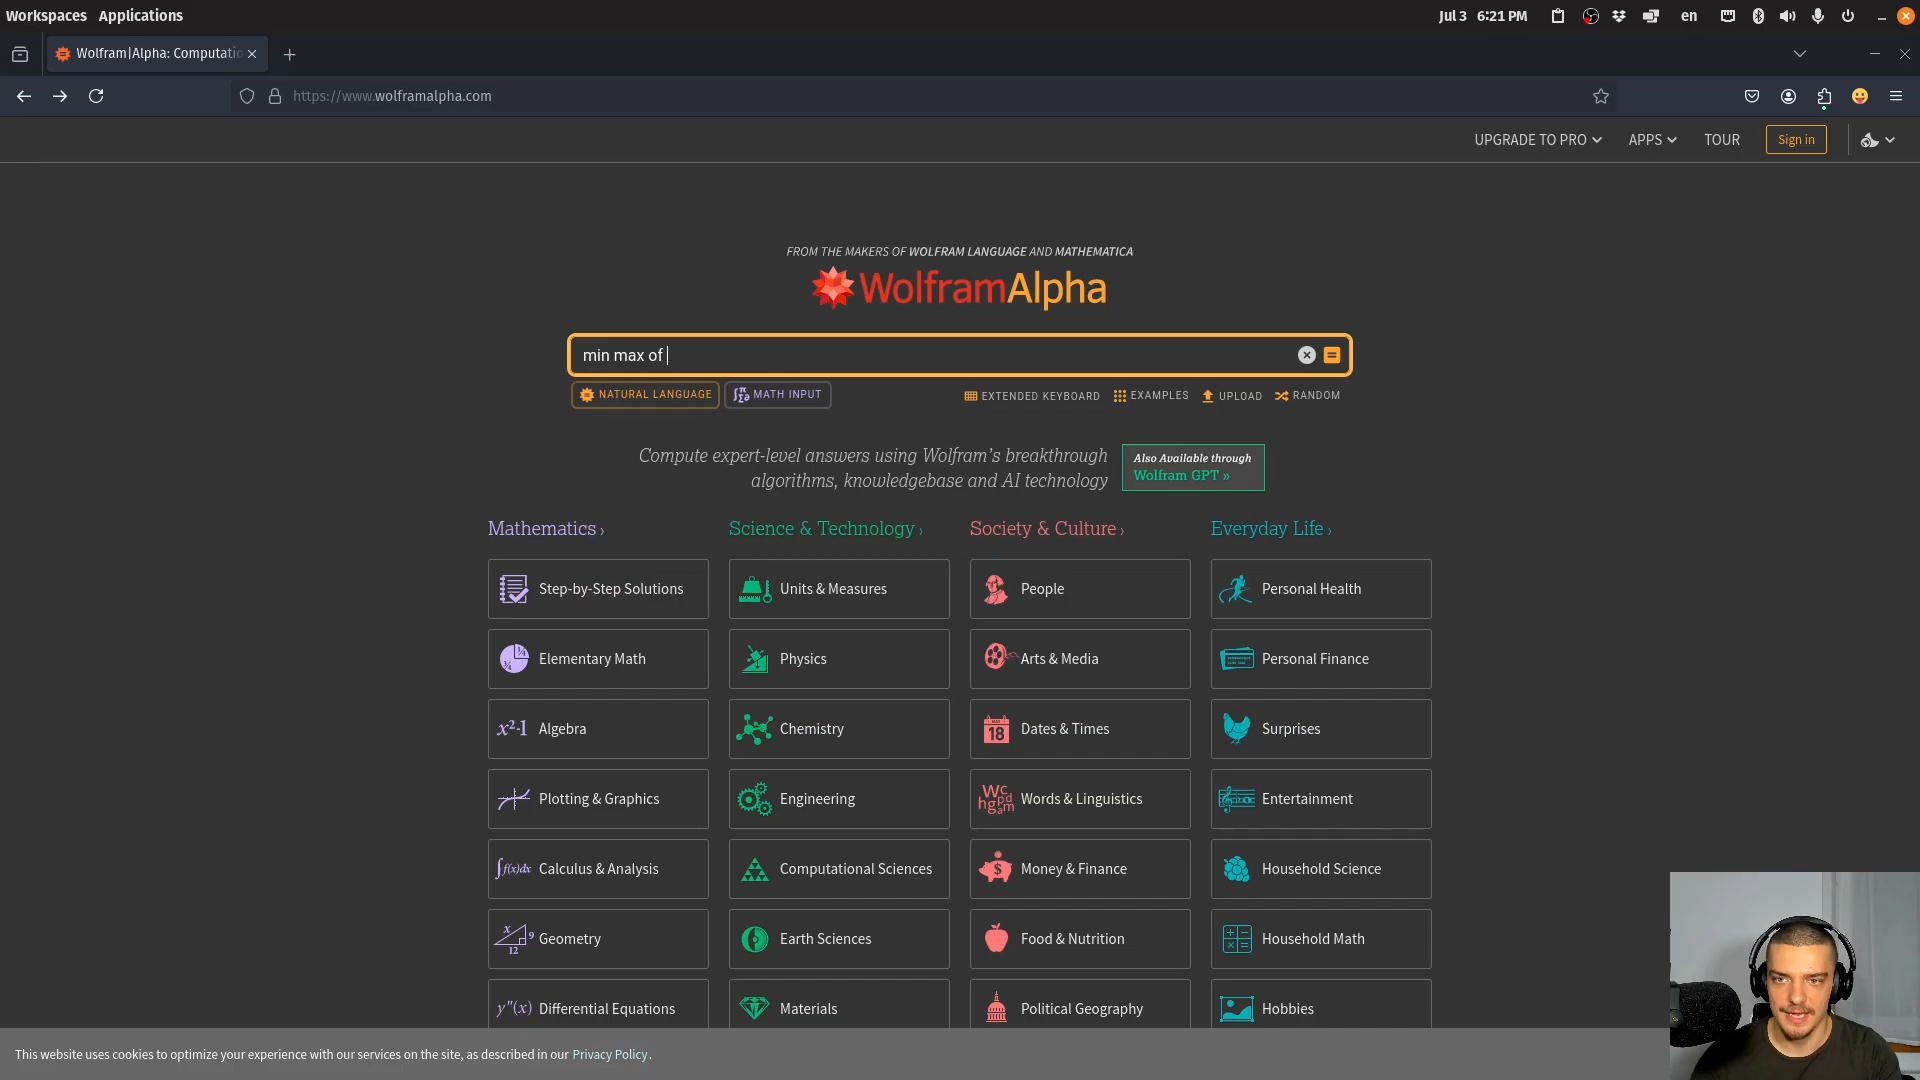 Workspaces Applications
Jul 3 6:21 PM
en
Wolfram|Alpha: Computatio
https://www.wolframalpha.com
UPGRADE TO PRO
APPS
TOUR
Sign in
FROM THE MAKERS OF WOLFRAM LANGUAGE AND MATHEMATICA
WolframAlpha
min max of
NATURAL LANGUAGE
MATH INPUT
EXTENDED KEYBOARD
EXAMPLES
UPLOAD
RANDOM
Compute expert-level answers using Wolfram's breakthrough
algorithms, knowledgebase and AI technology
Also Available through
Wolfram GPT »
Mathematics ›
Science & Technology ›
Society & Culture ›
Everyday Life ›
Step-by-Step Solutions
Units & Measures
People
Personal Health
Elementary Math
Physics
Arts & Media
Personal Finance
x²-1 Algebra
Chemistry
18 Dates & Times
Surprises
Plotting & Graphics
Engineering
Words & Linguistics
Entertainment
∫f(x)dx Calculus & Analysis
Computational Sciences
Money & Finance
Household Science
x 9 12 Geometry
Earth Sciences
Food & Nutrition
Household Math
y″(x) Differential Equations
Materials
Political Geography
Hobbies
This website uses cookies to optimize your experience with our services on the site, as described in our Privacy Policy.